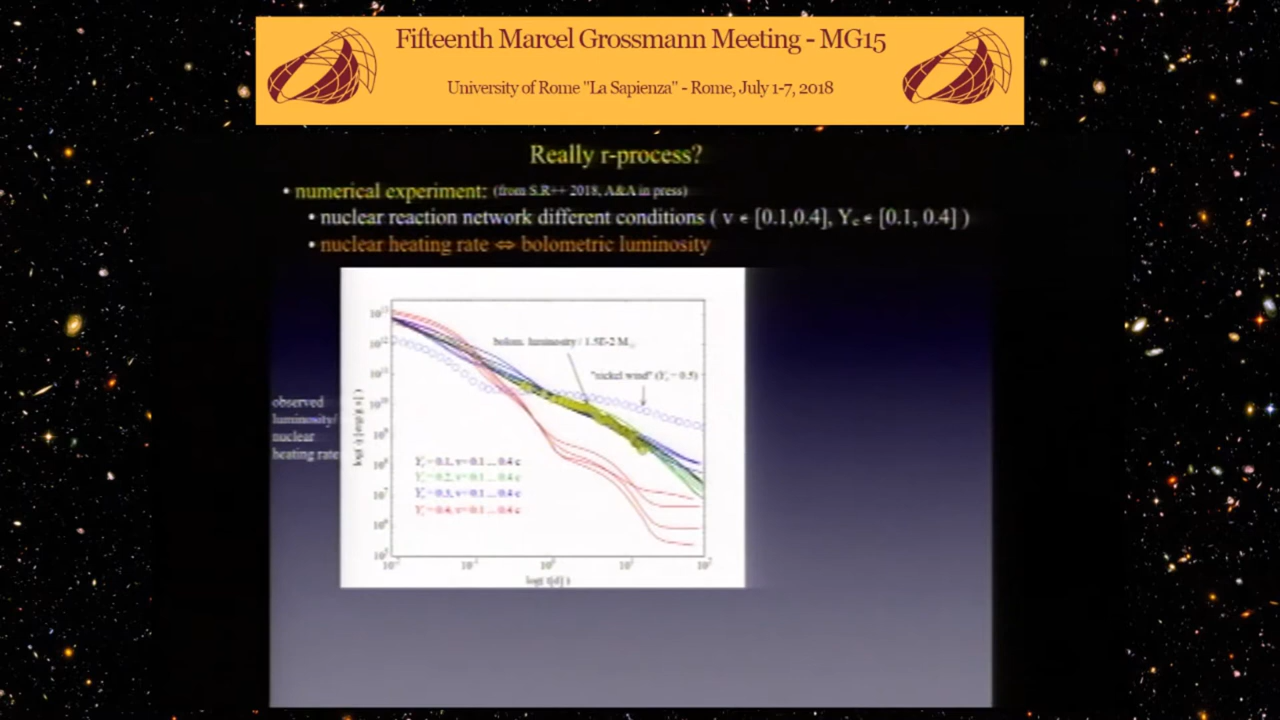 Fifteenth Marcel Grossmann Meeting - MG15
University of Rome "La Sapienza" - Rome, July 1-7, 2018
Really r-process?
• numerical experiment: (from S.R++ 2018, A&A in press)
• nuclear reaction network different conditions ( v ∈ [0.1,0.4], Yₑ ∈ [0.1, 0.4] )
• nuclear heating rate ⇔ bolometric luminosity
bolom. luminosity / 1.5E-2 M
"nickel wind" (Yₑ = 0.5)
observed
luminosity/
nuclear
heating rate
Yₑ = 0.1, v= 0.1 ... 0.4 c
Yₑ = 0.2, v= 0.1 ... 0.4 c
Yₑ = 0.3, v= 0.1 ... 0.4 c
Yₑ = 0.4, v= 0.1 ... 0.4 c
log( t[d] )